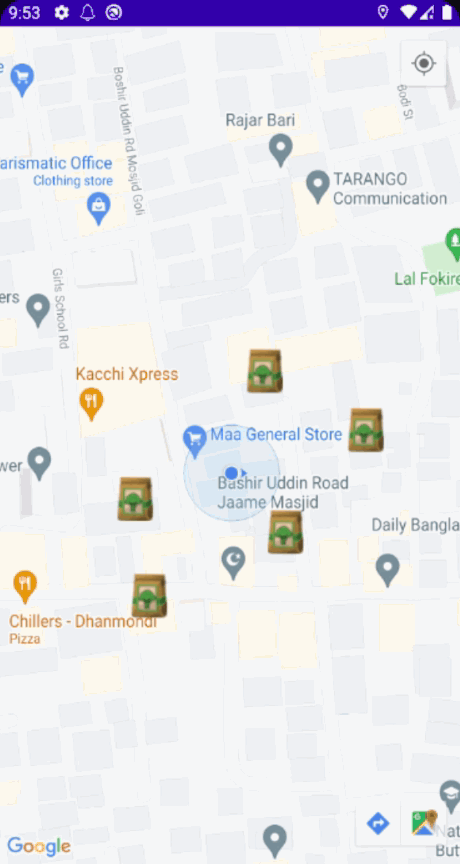 9:53
Boshir Uddin Rd Mosjid Goli
Bodi St
Rajar Bari
arismatic Office
Clothing store
TARANGO
Communication
Lal Fokire
ers
Girls School Rd
Kacchi Xpress
Maa General Store
wer
Bashir Uddin Road
Jaame Masjid
Daily Bangla
Chillers - Dhanmondi
Pizza
Google
Nat
But